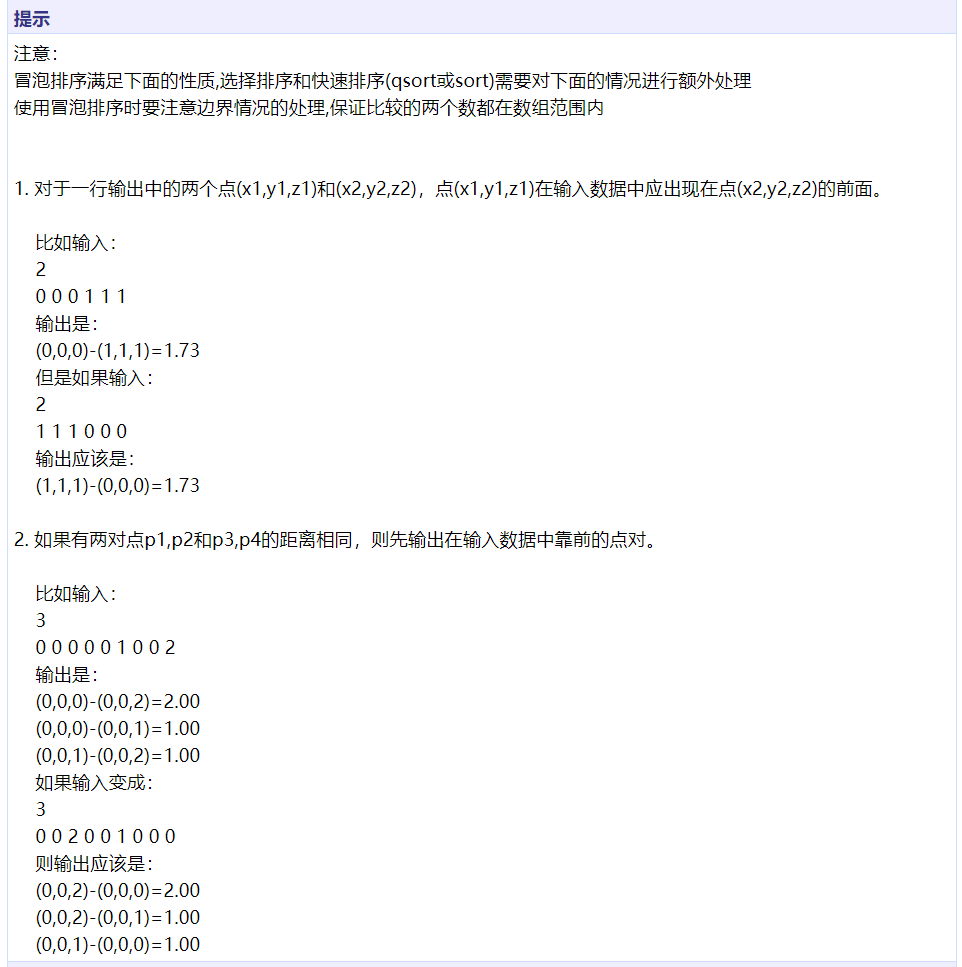 提示
注意：
冒泡排序满足下面的性质,选择排序和快速排序(qsort或sort)需要对下面的情况进行额外处理
使用冒泡排序时要注意边界情况的处理,保证比较的两个数都在数组范围内
1. 对于一行输出中的两个点(x1,y1,z1)和(x2,y2,z2)，点(x1,y1,z1)在输入数据中应出现在点(x2,y2,z2)的前面。
比如输入：
2
0 0 0 1 1 1
输出是：
(0,0,0)-(1,1,1)=1.73
但是如果输入：
2
1 1 1 0 0 0
输出应该是：
(1,1,1)-(0,0,0)=1.73
2. 如果有两对点p1,p2和p3,p4的距离相同，则先输出在输入数据中靠前的点对。
比如输入：
3
0 0 0 0 0 1 0 0 2
输出是：
(0,0,0)-(0,0,2)=2.00
(0,0,0)-(0,0,1)=1.00
(0,0,1)-(0,0,2)=1.00
如果输入变成：
3
0 0 2 0 0 1 0 0 0
则输出应该是：
(0,0,2)-(0,0,0)=2.00
(0,0,2)-(0,0,1)=1.00
(0,0,1)-(0,0,0)=1.00